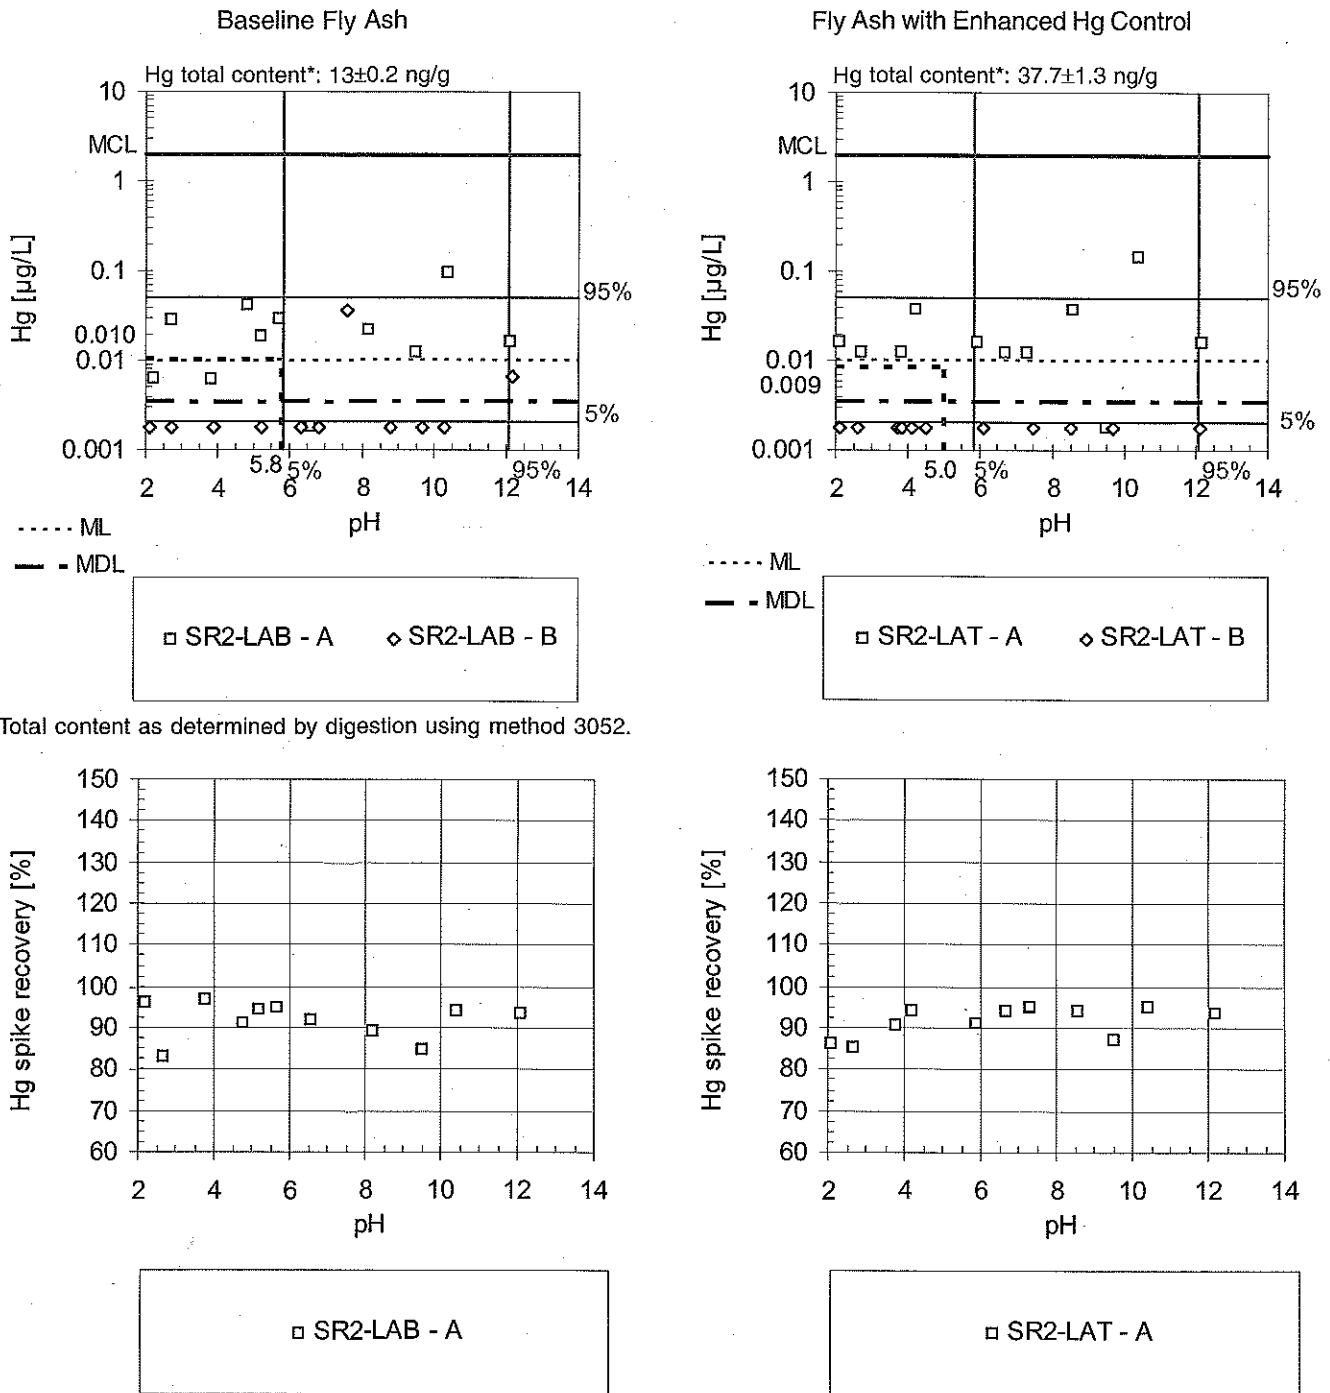 Baseline Fly Ash
Hg total content*: 13±0.2 ng/g
10
MCL
1
0.1
0.010
0.01
0.001
Hg [µg/L]
95%
5%
5.8
5%
95%
2 4 6 8 10 12 14
pH
ML
MDL
SR2-LAB - A SR2-LAB - B
Fly Ash with Enhanced Hg Control
Hg total content*: 37.7±1.3 ng/g
10
MCL
1
0.1
0.01
0.009
0.001
Hg [µg/L]
95%
5%
5.0
5%
95%
2 4 6 8 10 12 14
pH
ML
MDL
SR2-LAT - A SR2-LAT - B
Total content as determined by digestion using method 3052.
150
140
130
120
110
100
90
80
70
60
Hg spike recovery [%]
2 4 6 8 10 12 14
pH
SR2-LAB - A
150
140
130
120
110
100
90
80
70
60
Hg spike recovery [%]
2 4 6 8 10 12 14
pH
SR2-LAT - A